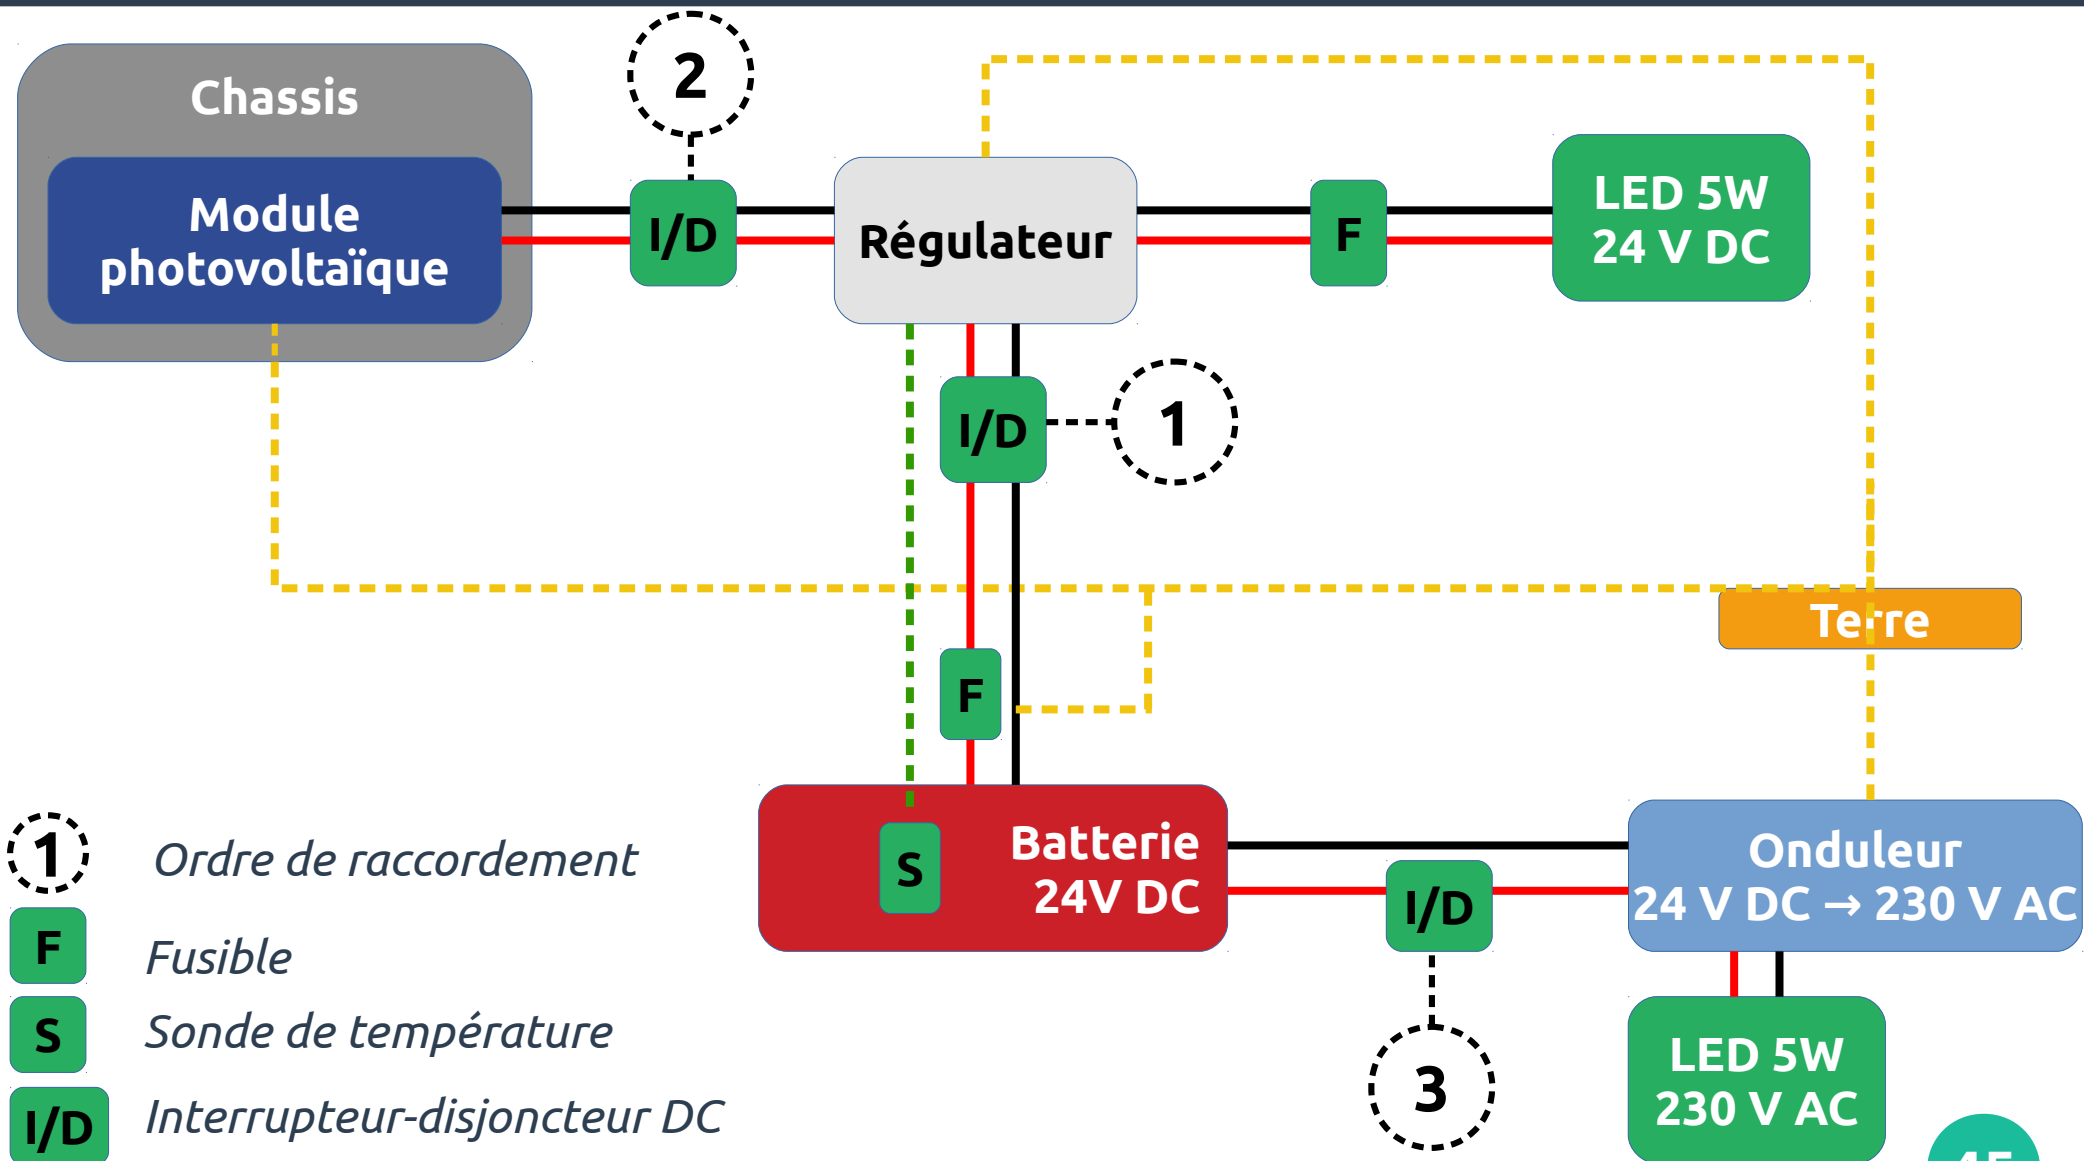 2
Chassis
Module
photovoltaïque
I/D
Régulateur
F
LED 5W
24 V DC
I/D
1
Terre
F
S
Batterie
24V DC
I/D
Onduleur
24 V DC → 230 V AC
3
LED 5W
230 V AC
1
Ordre de raccordement
F
Fusible
S
Sonde de température
I/D
Interrupteur-disjoncteur DC